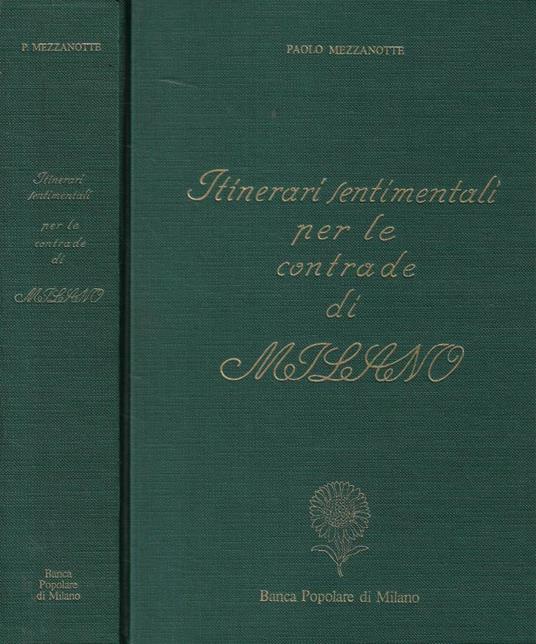 P. MEZZANOTTE
Itinerari
sentimentali
per le
contrade
di
MILANO
Banca
Popolare
di Milano
PAOLO MEZZANOTTE
Itinerari sentimentali
per le
contrade
di
MILANO
Banca Popolare di Milano